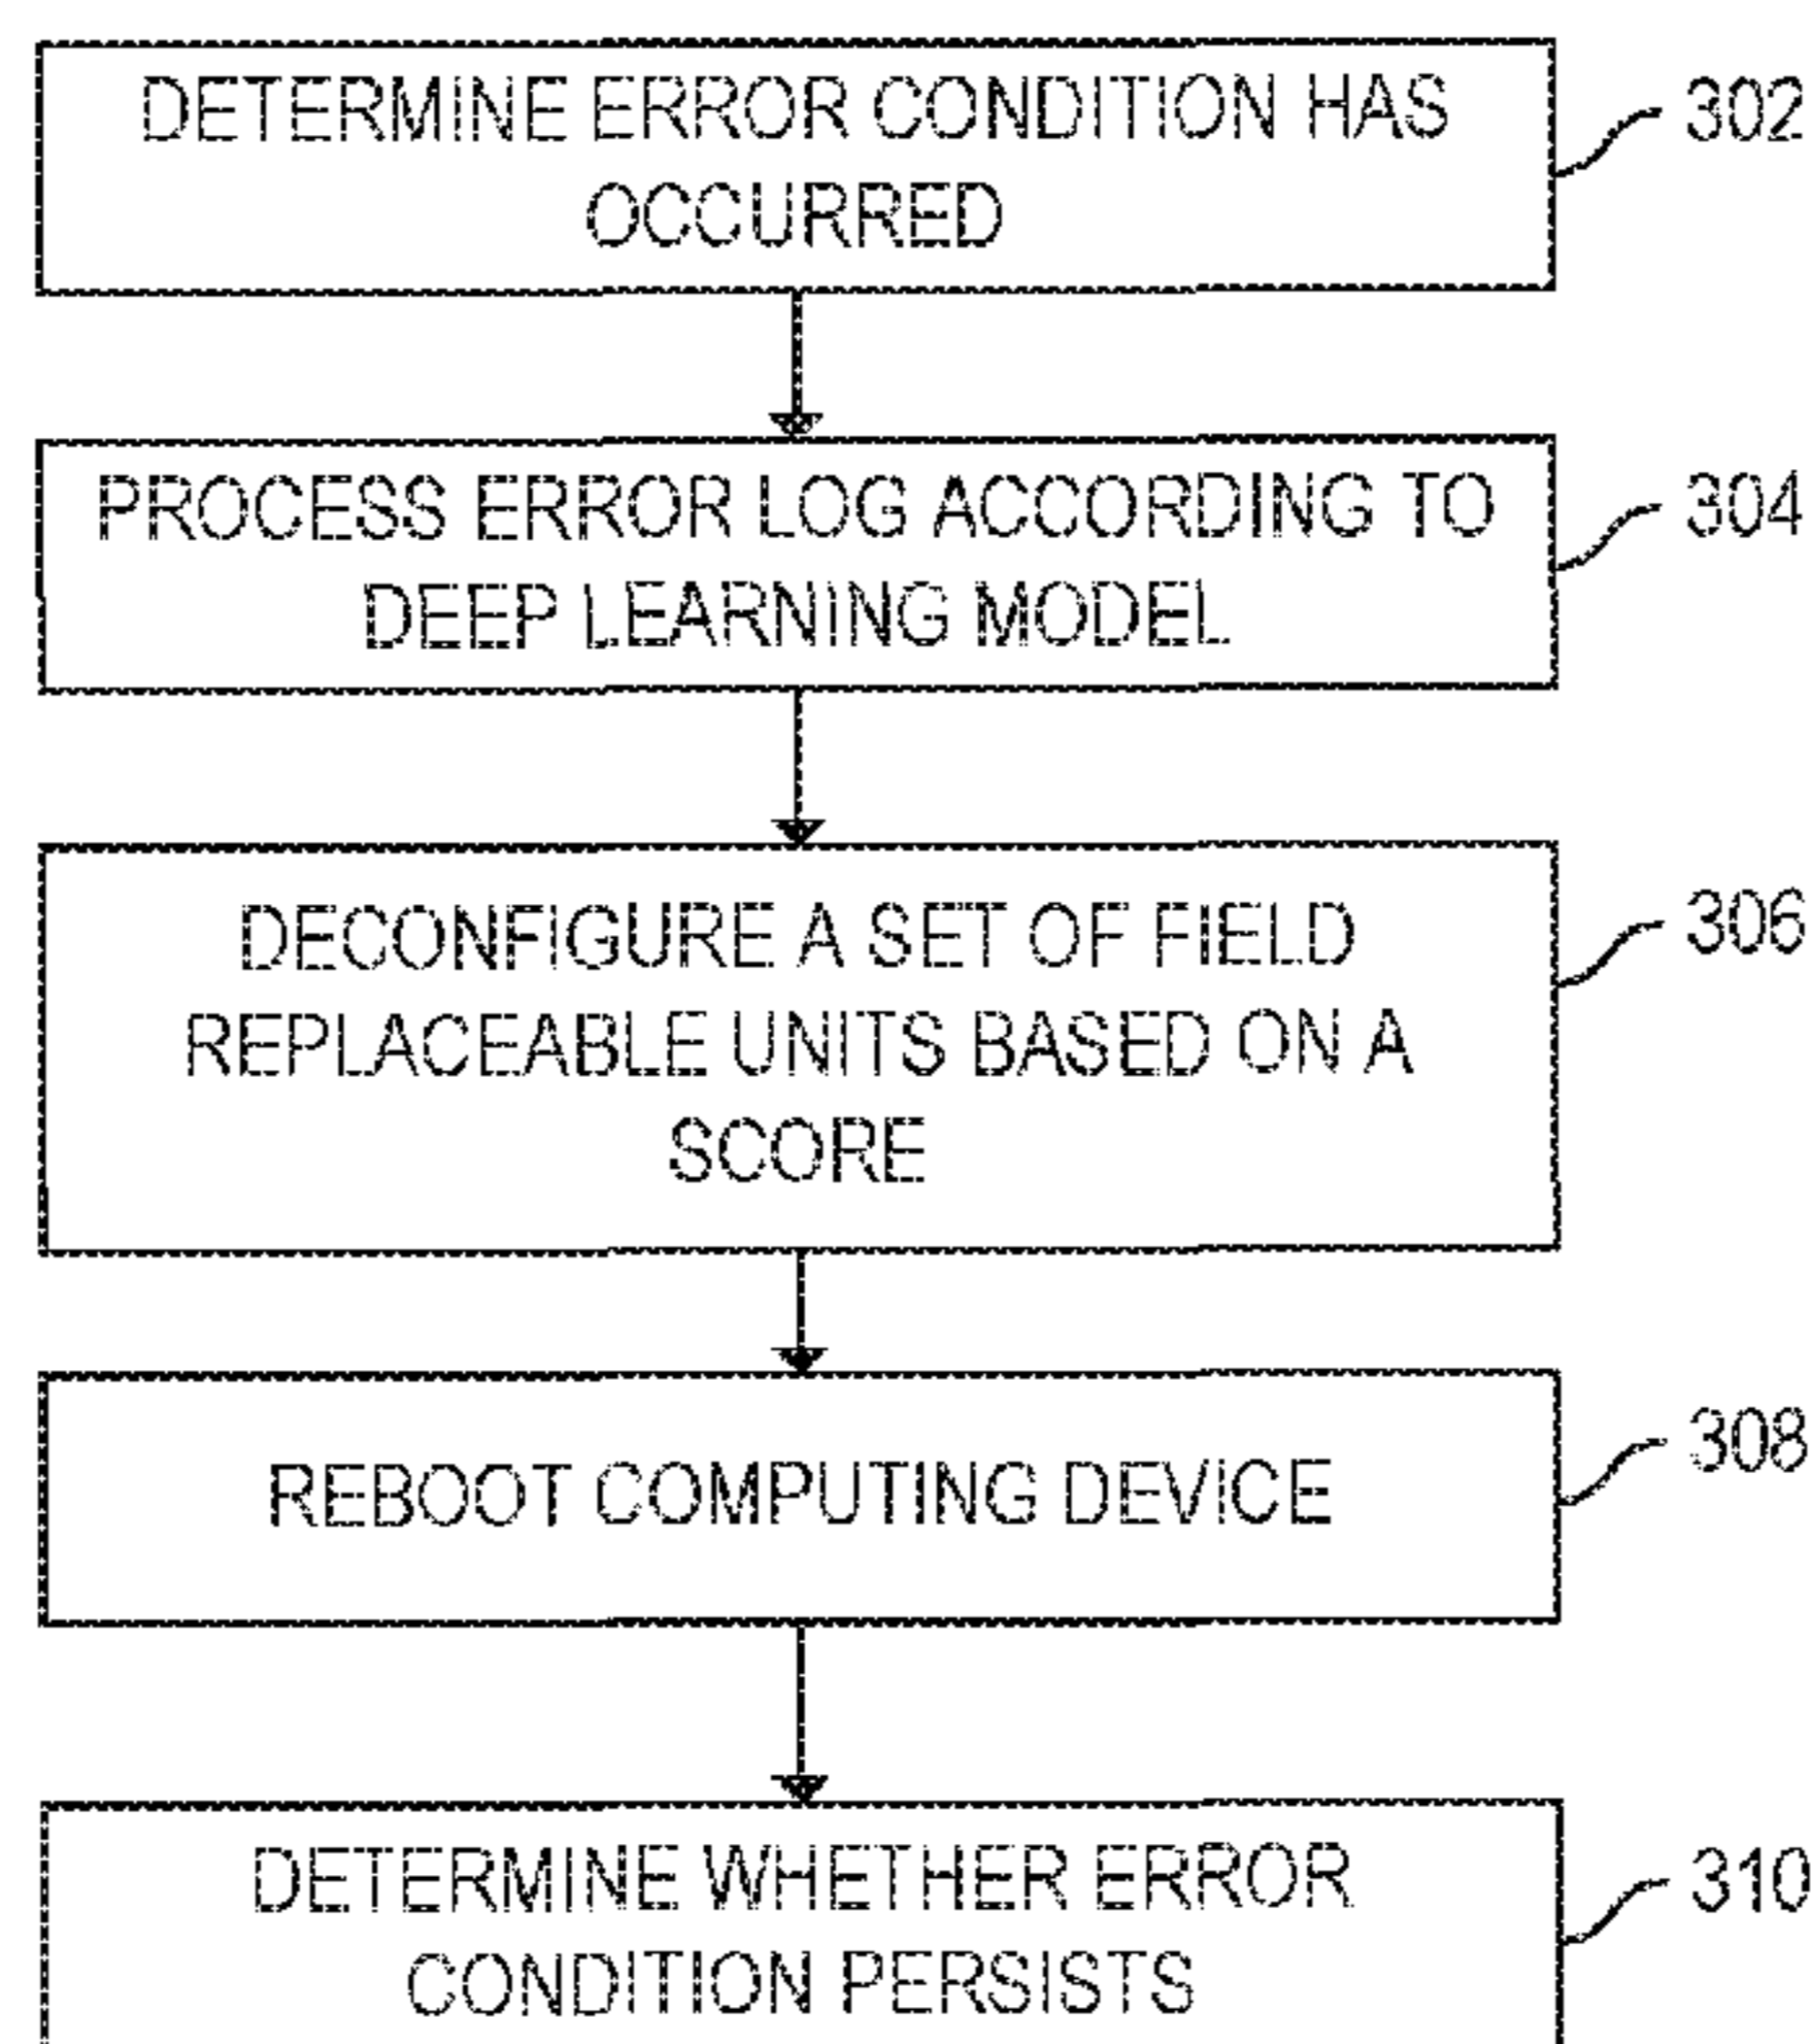 DETERMINE ERROR CONDITION HAS
OCCURRED
302
PROCESS ERROR LOG ACCORDING TO
DEEP LEARNING MODEL
304
DECONFIGURE A SET OF FIELD
REPLACEABLE UNITS BASED ON A
SCORE
306
REBOOT COMPUTING DEVICE
308
DETERMINE WHETHER ERROR
CONDITION PERSISTS
310